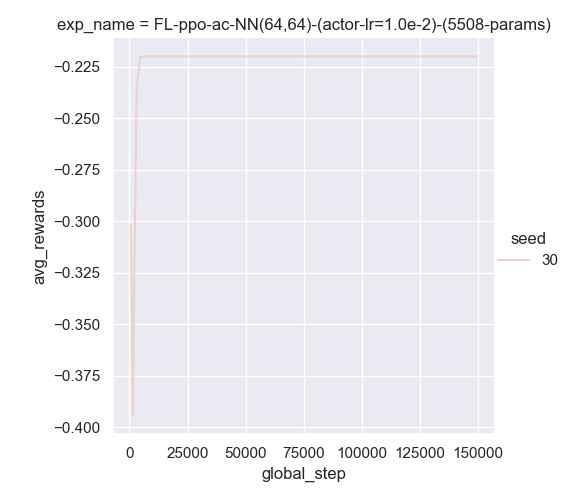 exp_name = FL-ppo-ac-NN(64,64)-(actor-lr=1.0e-2)-(5508-params)
−0.225
−0.250
−0.275
−0.300
−0.325
−0.350
−0.375
−0.400
avg_rewards
0 25000 50000 75000 100000 125000 150000
global_step
seed
30